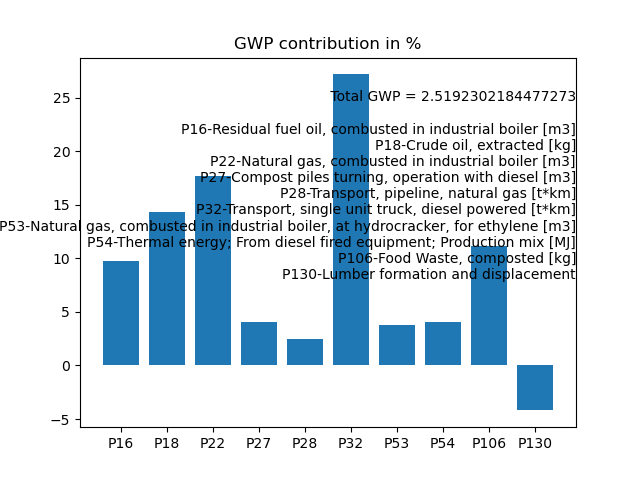 GWP contribution in %
Total GWP = 2.5192302184477273
P16-Residual fuel oil, combusted in industrial boiler [m3]
P18-Crude oil, extracted [kg]
P22-Natural gas, combusted in industrial boiler [m3]
P27-Compost piles turning, operation with diesel [m3]
P28-Transport, pipeline, natural gas [t*km]
P32-Transport, single unit truck, diesel powered [t*km]
P53-Natural gas, combusted in industrial boiler, at hydrocracker, for ethylene [m3]
P54-Thermal energy; From diesel fired equipment; Production mix [MJ]
P106-Food Waste, composted [kg]
P130-Lumber formation and displacement
25
20
15
10
5
0
−5
P16 P18 P22 P27 P28 P32 P53 P54 P106 P130